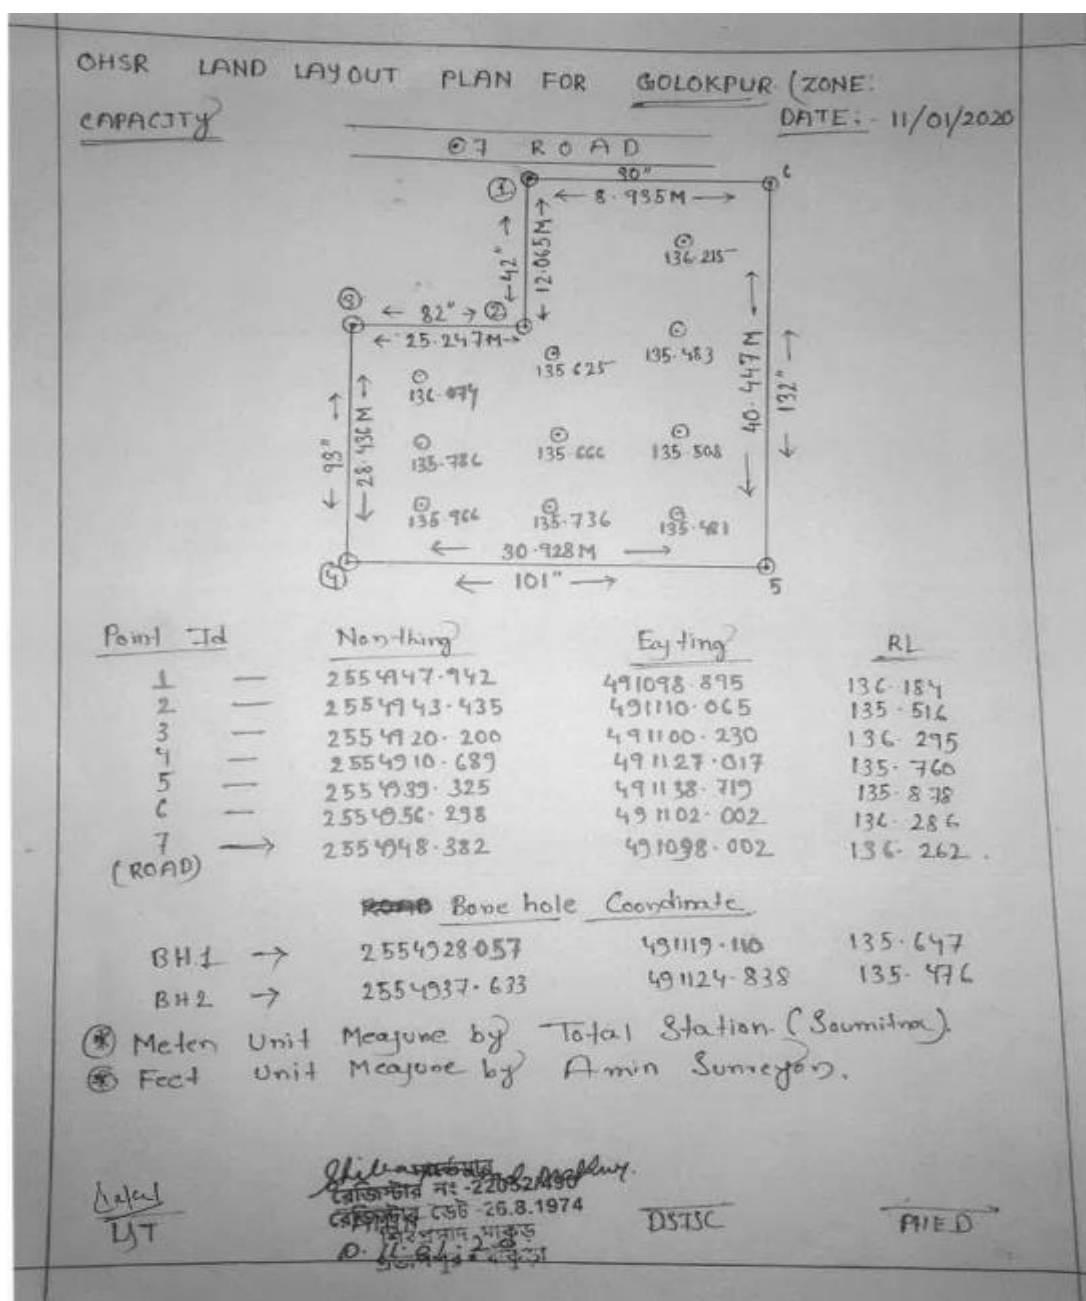 OHSR LAND LAYOUT PLAN FOR GOLOKPUR (ZONE:
CAPACITY
DATE:- 11/01/2020
7 ROAD
30"
1
6
8.935M
42"
12.065M
136.215
3
82"
2
25.247M
135.625
135.483
136.074
93"
28.436M
40.447M
132"
135.786
135.666
135.508
135.966
135.736
135.481
30.928M
4
101"
5
Point Id Northing Easting RL
1 — 2554947.942 491098.895 136.184
2 — 2554943.435 491110.065 135.516
3 — 2554920.200 491100.230 136.295
4 — 2554910.689 491127.017 135.760
5 — 2554939.325 491138.719 135.878
6 — 2554956.298 491102.002 136.286
7 → 2554948.382 491098.002 136.262.
(ROAD)
Bore hole Coordinate
BH1 → 2554928.057 491119.110 135.647
BH2 → 2554937.633 491124.838 135.476
Meter Unit Measure by Total Station (Soumitra).
Feet Unit Measure by Amin Surveyor.
রেজিস্টার নং -22052/490
রেজিস্টার ডেট -26.8.1974
L&T
DSTSC
PHED